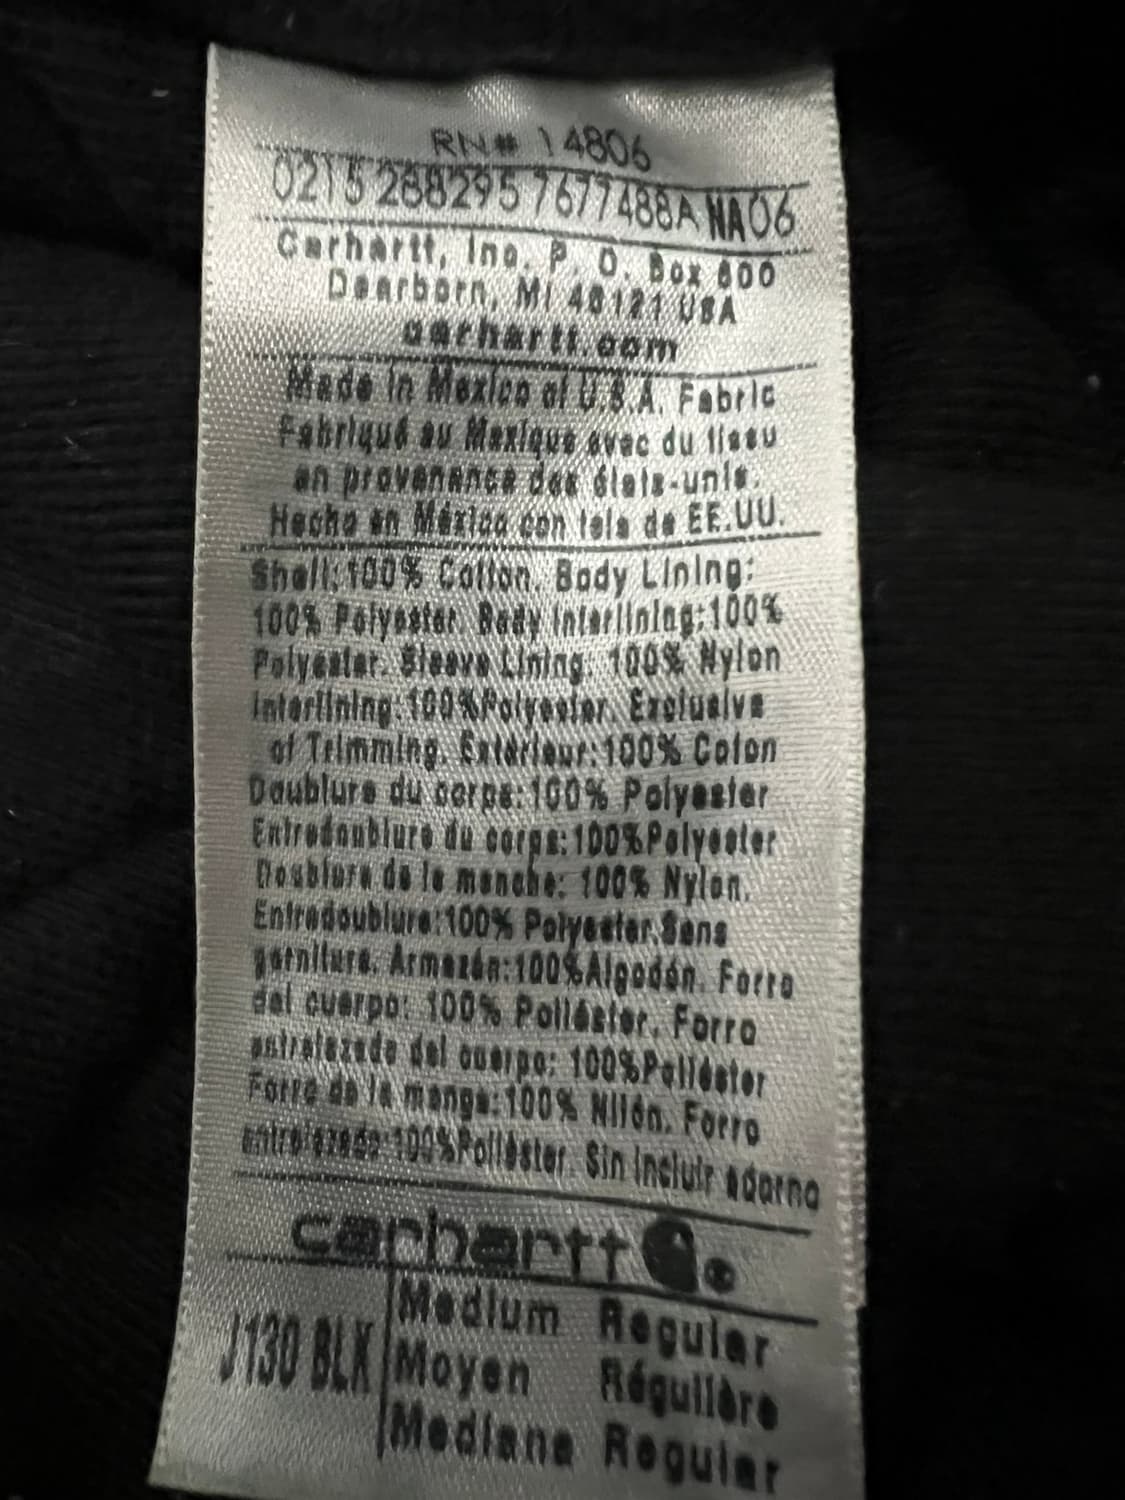 RN# 14806
0215 288295 7677488A NA06
Carhartt, Inc. P. O. Box 600
Dearborn, MI 48121 USA
carhartt.com
Made in Mexico of U.S.A. Fabric
Fabriqué au Mexique avec du tissu
en provenance des états-unis.
Hecho en México con tela de EE.UU.
Shell:100% Cotton. Body Lining:
100% Polyester. Body Interlining:100%
Polyester. Sleeve Lining: 100% Nylon
Interlining:100%Polyester. Exclusive
of Trimming. Extérieur:100% Coton
Doublure du corps:100% Polyester
Entredoublure du corps:100%Polyester
Doublure de le manche: 100% Nylon.
Entredoublure:100% Polyester.Sans
garniture. Armazón:100%Algodón. Forro
del cuerpo: 100% Poliéster. Forro
entrelazado del cuerpo: 100%Poliéster
Forro de la manga:100% Nilón. Forro
entrelazado:100%Poliéster. Sin incluir adorno
carhartt ®
J130 BLK
Medium Regular
Moyen Régulière
Mediana Regular